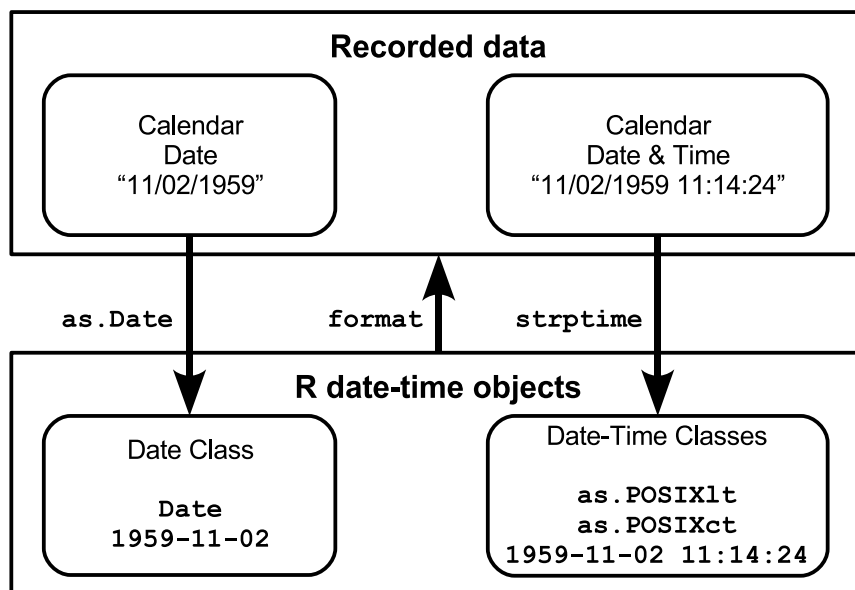 Recorded data
Calendar
Date
“11/02/1959”
Calendar
Date & Time
“11/02/1959 11:14:24”
as.Date
format
strptime
R date-time objects
Date Class
Date
1959-11-02
Date-Time Classes
as.POSIXlt
as.POSIXct
1959-11-02 11:14:24